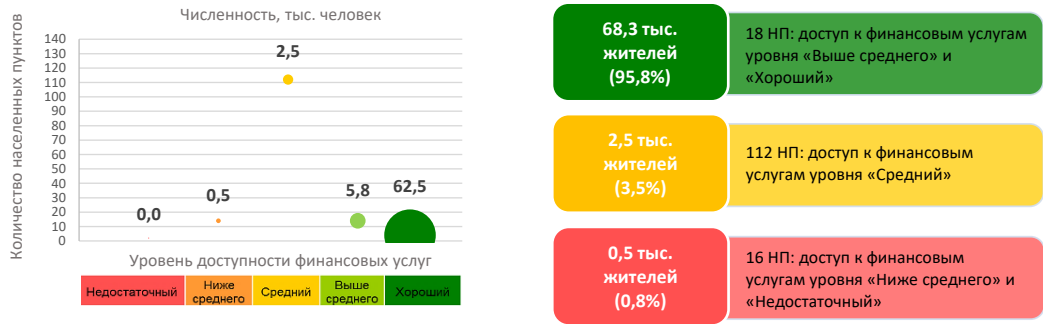 Численность, тыс. человек
Количество населенных пунктов
140
130
120
110
100
90
80
70
60
50
40
30
20
10
0
0,0
0,5
2,5
5,8
62,5
Уровень доступности финансовых услуг
Недостаточный
Ниже
среднего
Средний
Выше
среднего
Хороший
68,3 тыс.
жителей
(95,8%)
18 НП: доступ к финансовым услугам
уровня «Выше среднего» и
«Хороший»
2,5 тыс.
жителей
(3,5%)
112 НП: доступ к финансовым
услугам уровня «Средний»
0,5 тыс.
жителей
(0,8%)
16 НП: доступ к финансовым
услугам уровня «Ниже среднего» и
«Недостаточный»